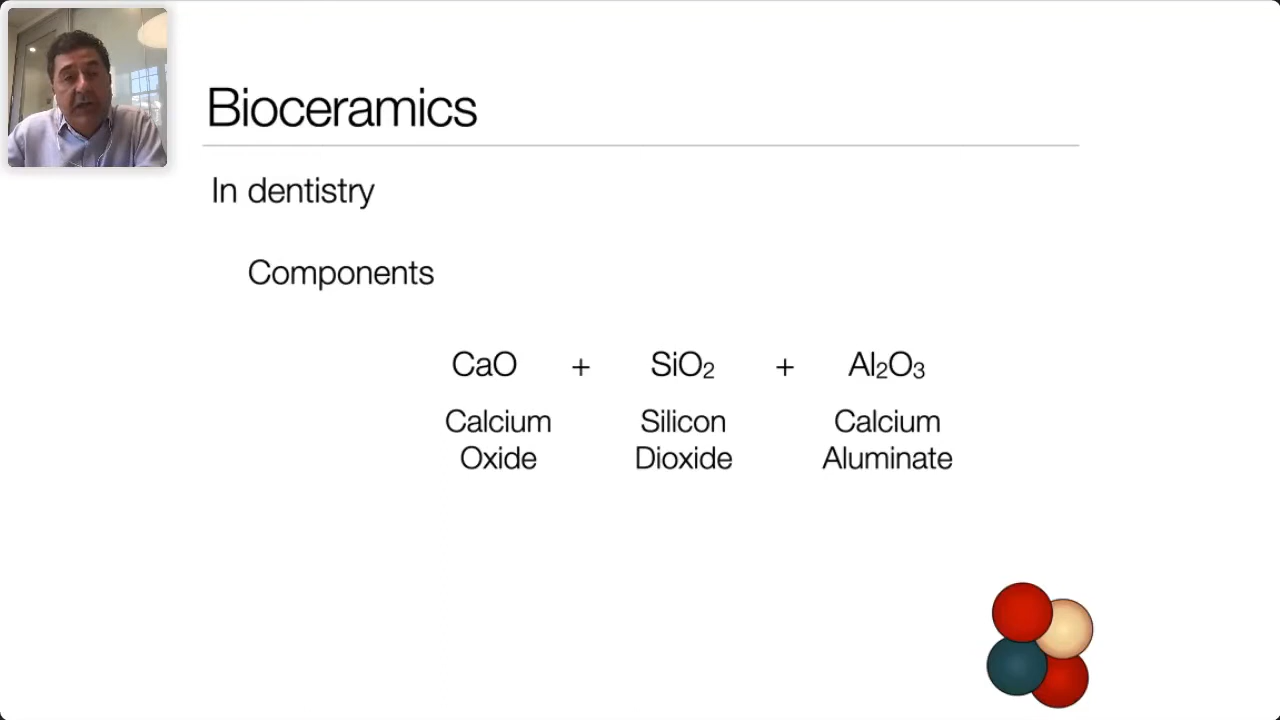 Bioceramics
In dentistry
Components
CaO + SiO₂ + Al₂O₃
Calcium Silicon Calcium
Oxide Dioxide Aluminate